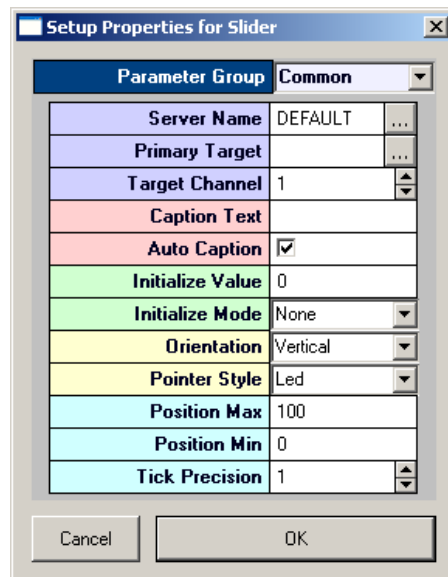 Setup Properties for Slider
Parameter Group Common
Server Name DEFAULT ...
Primary Target ...
Target Channel 1
Caption Text
Auto Caption
Initialize Value 0
Initialize Mode None
Orientation Vertical
Pointer Style Led
Position Max 100
Position Min 0
Tick Precision 1
Cancel OK